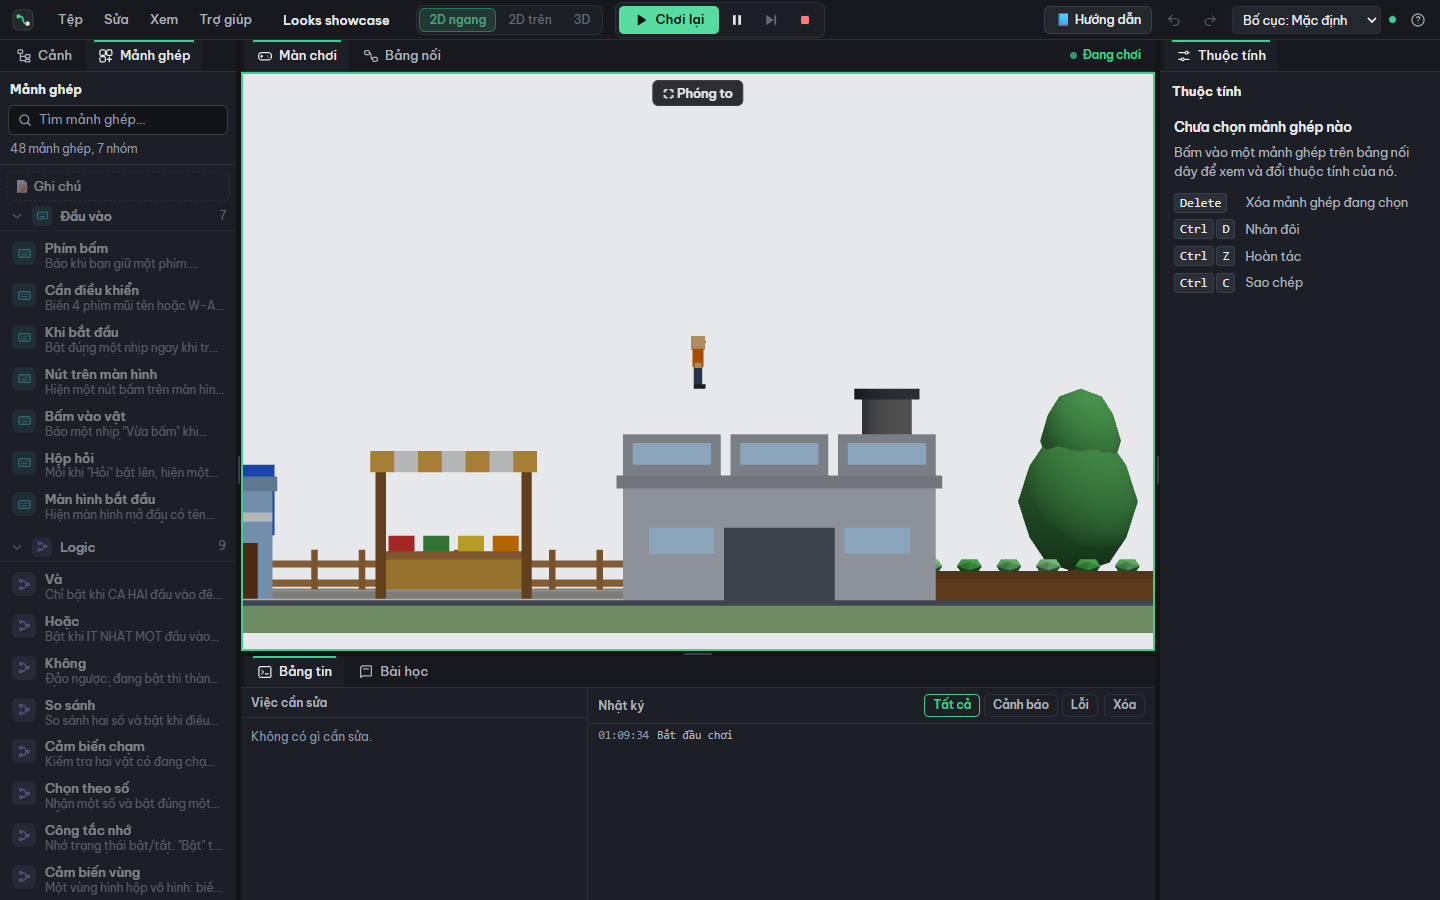 Tệp Sửa Xem Trợ giúp Looks showcase 2D ngang 2D trên 3D Chơi lại Hướng dẫn Bố cục: Mặc định
Cảnh Mảnh ghép
Màn chơi Bảng nối Đang chơi
Thuộc tính
Mảnh ghép
Tìm mảnh ghép...
48 mảnh ghép, 7 nhóm
Ghi chú
Đầu vào 7
Phím bấm
Báo khi bạn giữ một phím....
Cần điều khiển
Biến 4 phím mũi tên hoặc W-A...
Khi bắt đầu
Bật đúng một nhịp ngay khi tr...
Nút trên màn hình
Hiện một nút bấm trên màn hìn...
Bấm vào vật
Báo một nhịp "Vừa bấm" khi...
Hộp hỏi
Mỗi khi "Hỏi" bật lên, hiện một...
Màn hình bắt đầu
Hiện màn hình mở đầu có tên...
Logic 9
Và
Chỉ bật khi CẢ HAI đầu vào đề...
Hoặc
Bật khi ÍT NHẤT MỘT đầu vào...
Không
Đảo ngược: đang bật thì thàn...
So sánh
So sánh hai số và bật khi điều...
Cảm biến chạm
Kiểm tra hai vật có đang chạ...
Chọn theo số
Nhận một số và bật đúng một...
Công tắc nhớ
Nhớ trạng thái bật/tắt. "Bật" t...
Cảm biến vùng
Một vùng hình hộp vô hình: biế...
Phóng to
Bảng tin Bài học
Việc cần sửa
Không có gì cần sửa.
Nhật ký Tất cả Cảnh báo Lỗi Xóa
01:09:34 Bắt đầu chơi
Thuộc tính
Chưa chọn mảnh ghép nào
Bấm vào một mảnh ghép trên bảng nối
dây để xem và đổi thuộc tính của nó.
Delete Xóa mảnh ghép đang chọn
Ctrl D Nhân đôi
Ctrl Z Hoàn tác
Ctrl C Sao chép